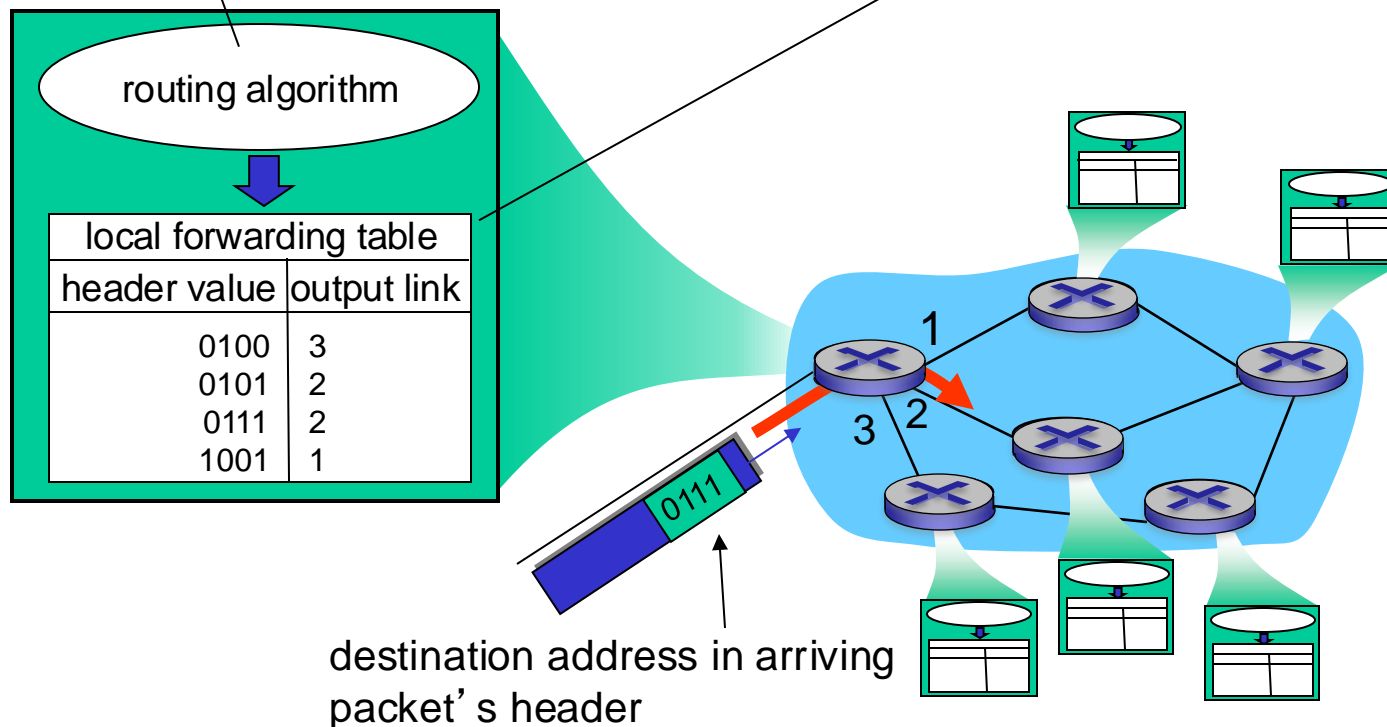 routing algorithm
local forwarding table
header value output link
0100 3
0101 2
0111 2
1001 1
1
2
3
0111
destination address in arriving
packet’ s header